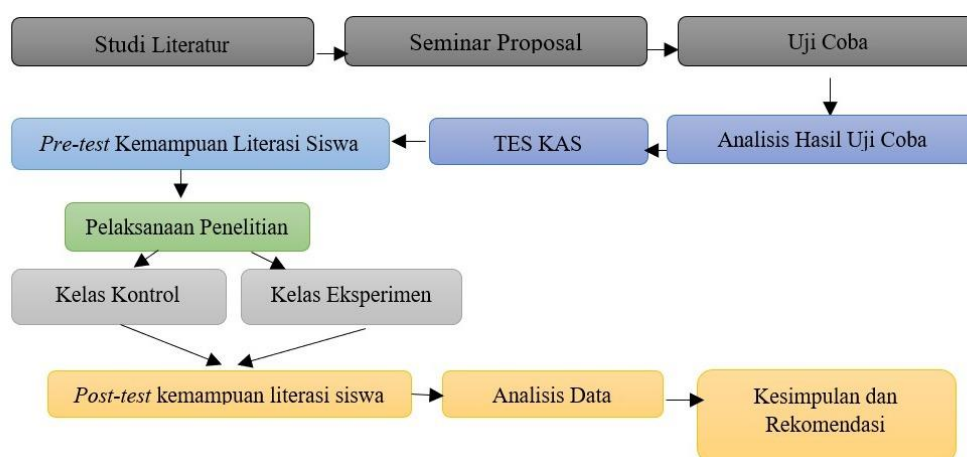 Studi Literatur
Seminar Proposal
Uji Coba
Analisis Hasil Uji Coba
TES KAS
Pre-test Kemampuan Literasi Siswa
Pelaksanaan Penelitian
Kelas Kontrol
Kelas Eksperimen
Post-test kemampuan literasi siswa
Analisis Data
Kesimpulan dan
Rekomendasi